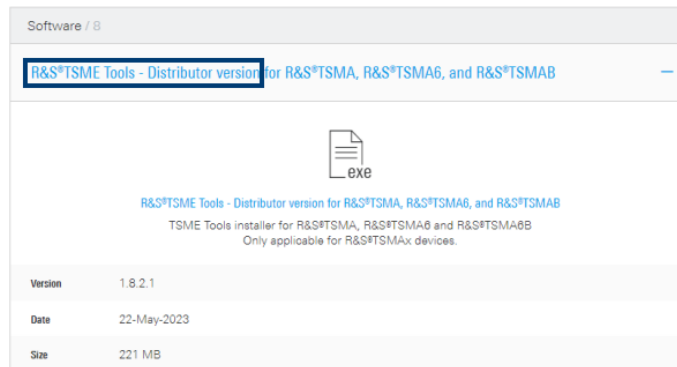 Software / 8
R&S®TSME Tools - Distributor version for R&S®TSMA, R&S®TSMA6, and R&S®TSMAB
exe
R&S®TSME Tools - Distributor version for R&S®TSMA, R&S®TSMA6, and R&S®TSMAB
TSME Tools installer for R&S®TSMA, R&S®TSMA6 and R&S®TSMA6B
Only applicable for R&S®TSMAx devices.
Version 1.8.2.1
Date 22-May-2023
Size 221 MB